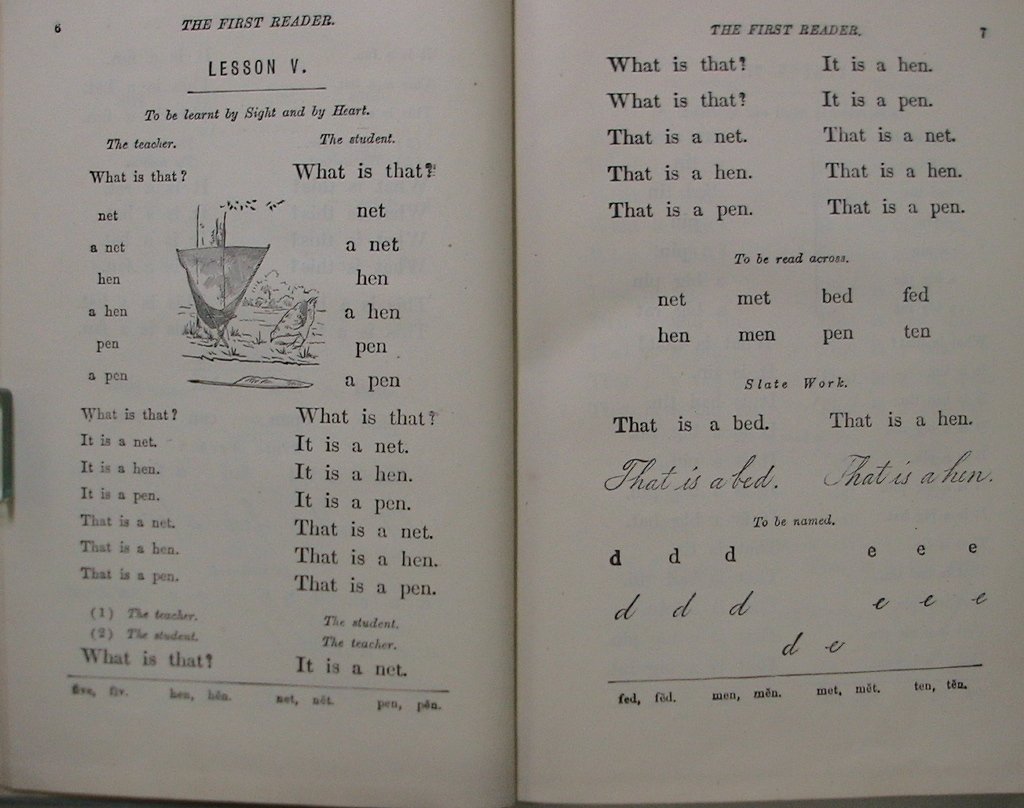 6 THE FIRST READER.
LESSON V.
To be learnt by Sight and by Heart.
The teacher. The student.
What is that? What is that?
net net
a net a net
hen hen
a hen a hen
pen pen
a pen a pen
What is that? What is that?
It is a net. It is a net.
It is a hen. It is a hen.
It is a pen. It is a pen.
That is a net. That is a net.
That is a hen. That is a hen.
That is a pen. That is a pen.
(1) The teacher. The student.
(2) The student. The teacher.
What is that? It is a net.
five, fīv. hen, hĕn. net, nĕt. pen, pĕn.
THE FIRST READER. 7
What is that? It is a hen.
What is that? It is a pen.
That is a net. That is a net.
That is a hen. That is a hen.
That is a pen. That is a pen.
To be read across.
net met bed fed
hen men pen ten
Slate Work.
That is a bed. That is a hen.
That is a bed. That is a hen.
To be named.
d d d e e e
d d d e e e
d e
fed, fĕd. men, mĕn. met, mĕt. ten, tĕn.